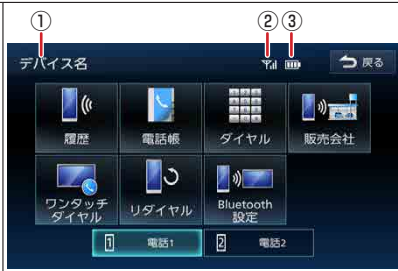 ① ② ③
デバイス名
戻る
履歴
電話帳
ダイヤル
販売会社
ワンタッチ
ダイヤル
リダイヤル
Bluetooth
設定
1 電話1
2 電話2